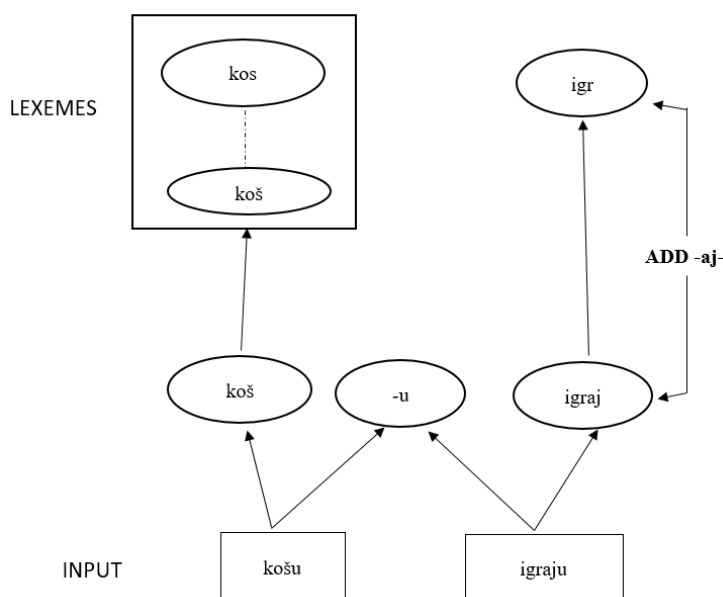 kos
igr
LEXEMES
koš
ADD -aj-
koš
-u
igraj
košu
igraju
INPUT